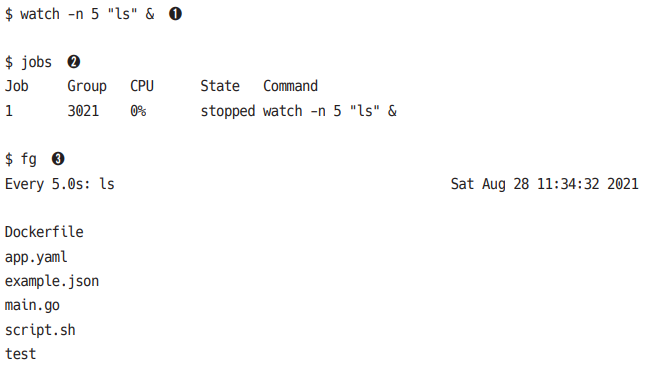 $ watch -n 5 "ls" & ❶
$ jobs ❷
Job Group CPU State Command
1 3021 0% stopped watch -n 5 "ls" &
$ fg ❸
Every 5.0s: ls Sat Aug 28 11:34:32 2021
Dockerfile
app.yaml
example.json
main.go
script.sh
test